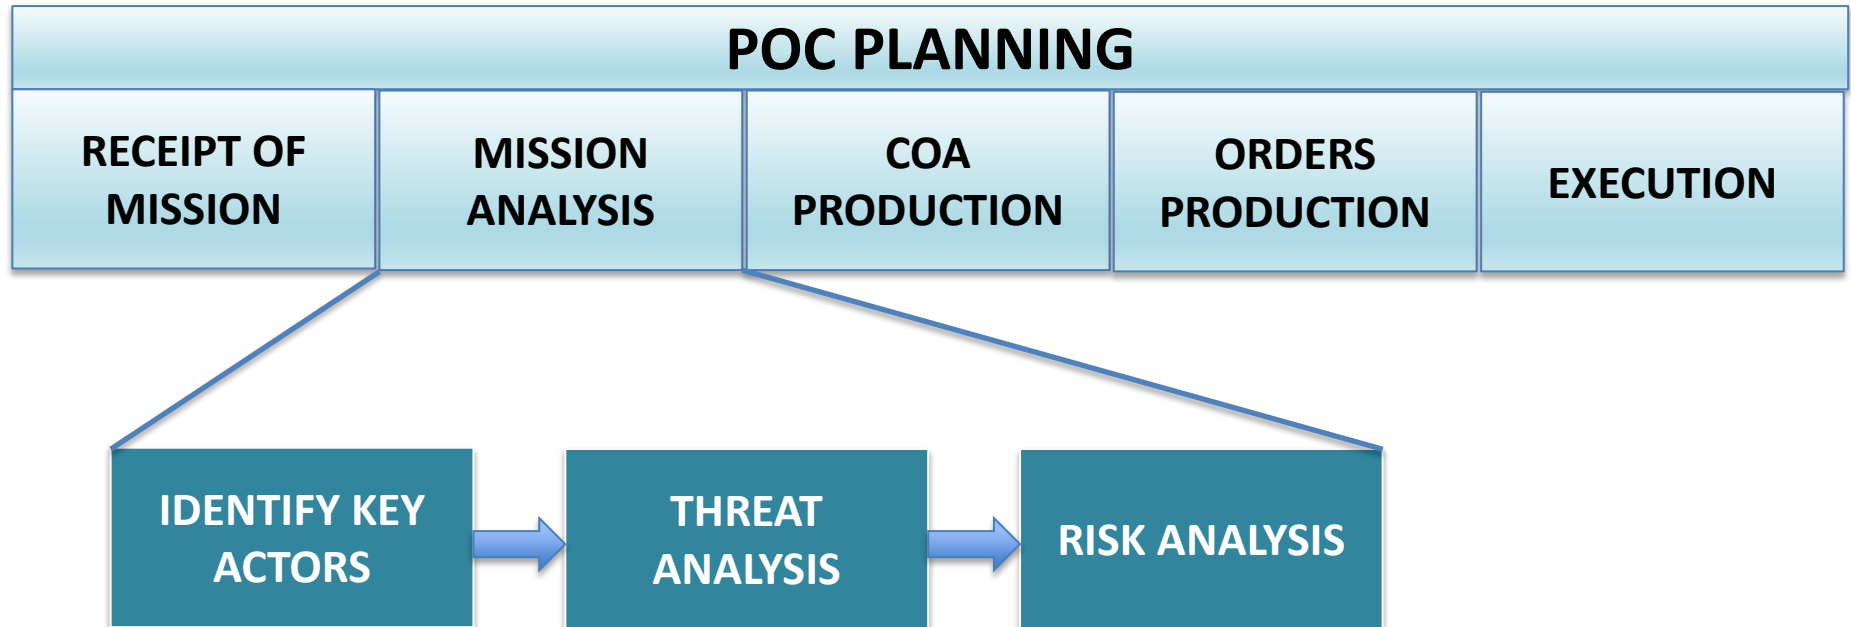 POC PLANNING
RECEIPT OF
MISSION
MISSION
ANALYSIS
COA
PRODUCTION
ORDERS
PRODUCTION
EXECUTION
IDENTIFY KEY
ACTORS
THREAT
ANALYSIS
RISK ANALYSIS